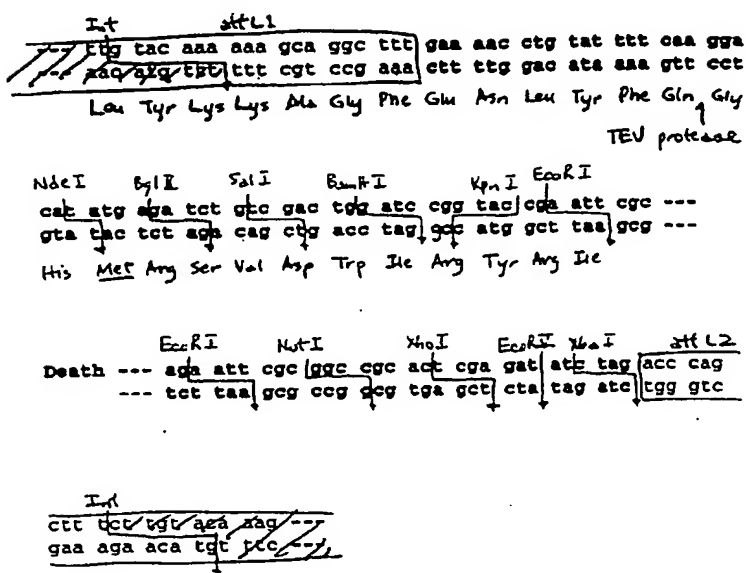 Int attL1
--- ttg tac aaa aaa gca ggc ttt gaa aac ctg tat ttt caa gga
--- aac atg ttt ttt cgt ccg aaa ctt ttg gac ata aaa gtt cct
Leu Tyr Lys Lys Ala Gly Phe Glu Asn Leu Tyr Phe Gln Gly
TEV protease
NdeI BglII SalI BamHI KpnI EcoRI
cat atg aga tct gtc gac tgg atc cgg tac cga att cgc ---
gta tac tct aga cag ctg acc tag gcc atg gct taa gcg ---
His Met Arg Ser Val Asp Trp Ile Arg Tyr Arg Ile
EcoRI NotI XhoI EcoRV XbaI attL2
Death --- aga att cgc ggc cgc act cga gat atc tag acc cag
--- tct taa gcg ccg gcg tga gct cta tag atc tgg gtc
Int
ctt tct tgt aca aag ---
gaa aga aca tgt ttc ---